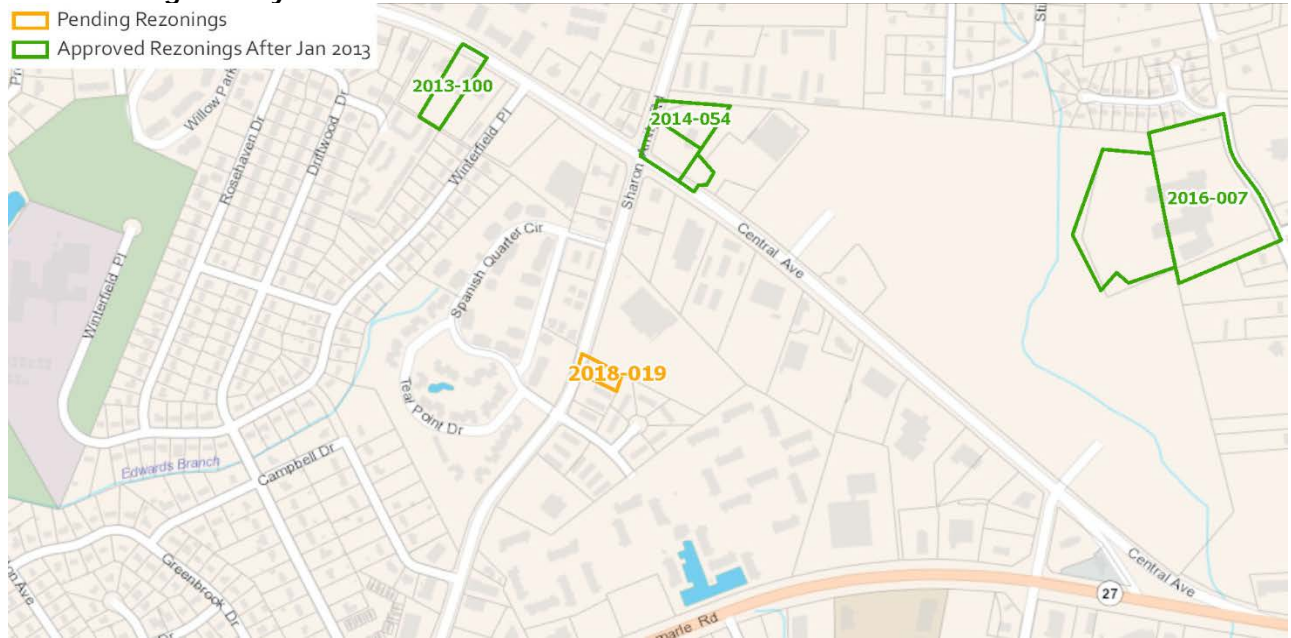 Pending Rezonings
Approved Rezonings After Jan 2013
2013-100
2014-054
2016-007
2018-019
Willow Park
Rosehaven Dr
Driftwood Dr
Winterfield Pl
Sharon
Central Ave
Spanish Quarter Cir
Winterfield Pl
Teal Point Dr
Edwards Branch
Campbell Dr
Greenbrook Dr
Ave
Dr
27
Central Ave
Rd